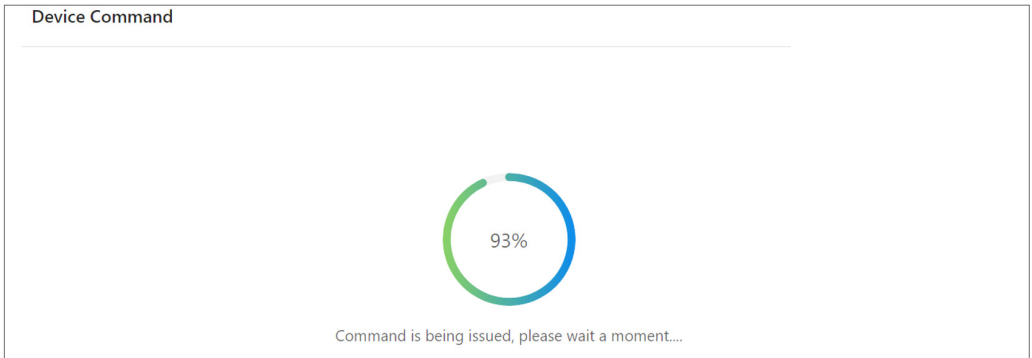 Device Command
93%
Command is being issued, please wait a moment....